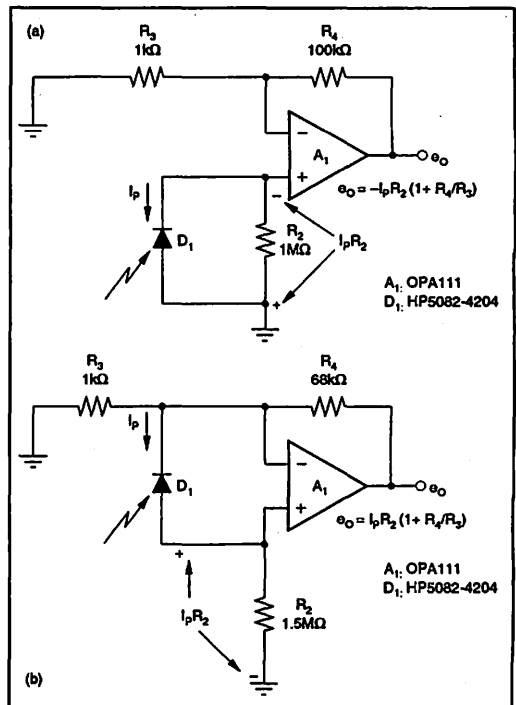 (a)
R3
1kΩ
R4
100kΩ
−
A1
+
eO
eO = –IPR2 (1+ R4/R3)
IP
D1
−
R2
1MΩ
IPR2
+
A1: OPA111
D1: HP5082-4204
R3
1kΩ
R4
68kΩ
IP
−
A1
+
eO
eO = IPR2 (1+ R4/R3)
D1
+
A1: OPA111
D1: HP5082-4204
IPR2
R2
1.5MΩ
−
(b)